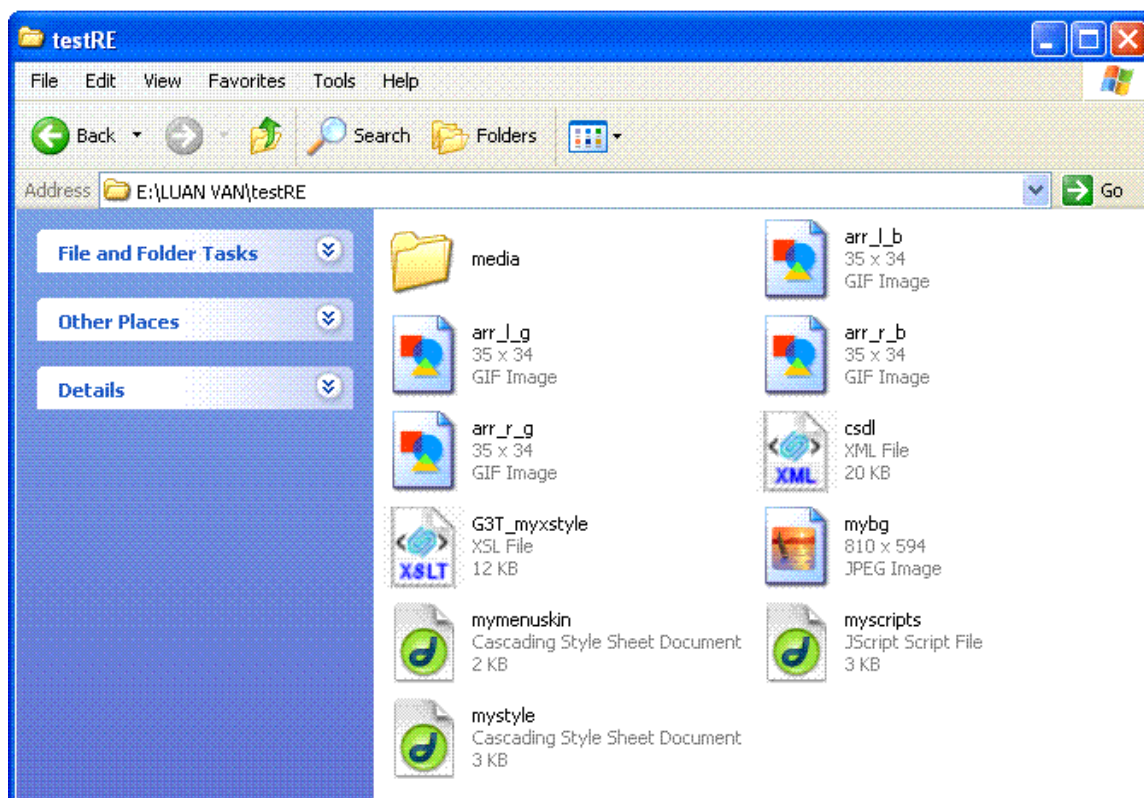 testRE
File Edit View Favorites Tools Help
Back Search Folders
Address E:\LUAN VAN\testRE Go
File and Folder Tasks
Other Places
Details
media
arr_l_b
35 x 34
GIF Image
arr_l_g
35 x 34
GIF Image
arr_r_b
35 x 34
GIF Image
arr_r_g
35 x 34
GIF Image
XML
csdl
XML File
20 KB
XSLT
G3T_myxstyle
XSL File
12 KB
mybg
810 x 594
JPEG Image
mymenuskin
Cascading Style Sheet Document
2 KB
myscripts
JScript Script File
3 KB
mystyle
Cascading Style Sheet Document
3 KB